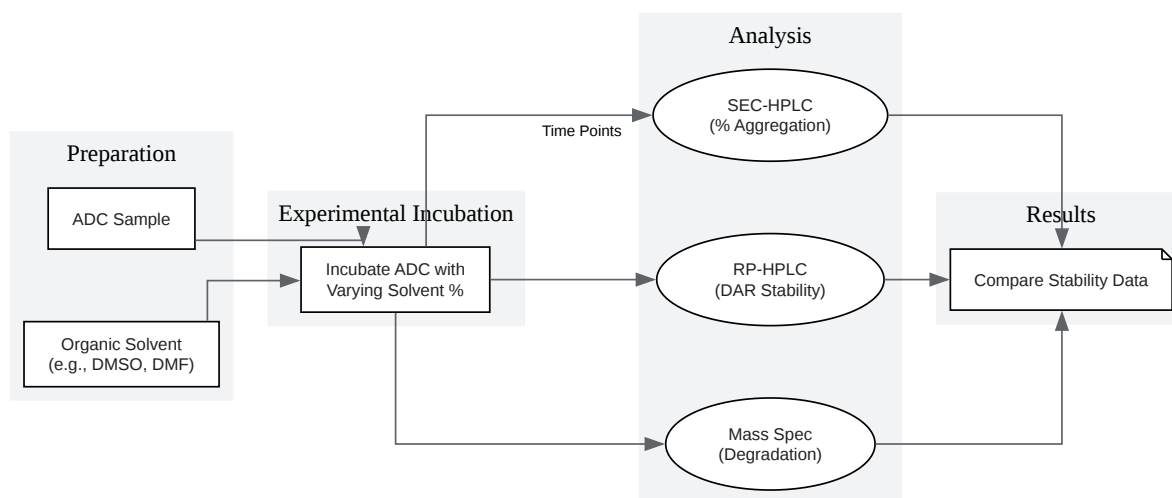 Preparation
ADC Sample
Organic Solvent
(e.g., DMSO, DMF)
Experimental Incubation
Incubate ADC with
Varying Solvent %
Time Points
Analysis
SEC-HPLC
(% Aggregation)
RP-HPLC
(DAR Stability)
Mass Spec
(Degradation)
Results
Compare Stability Data